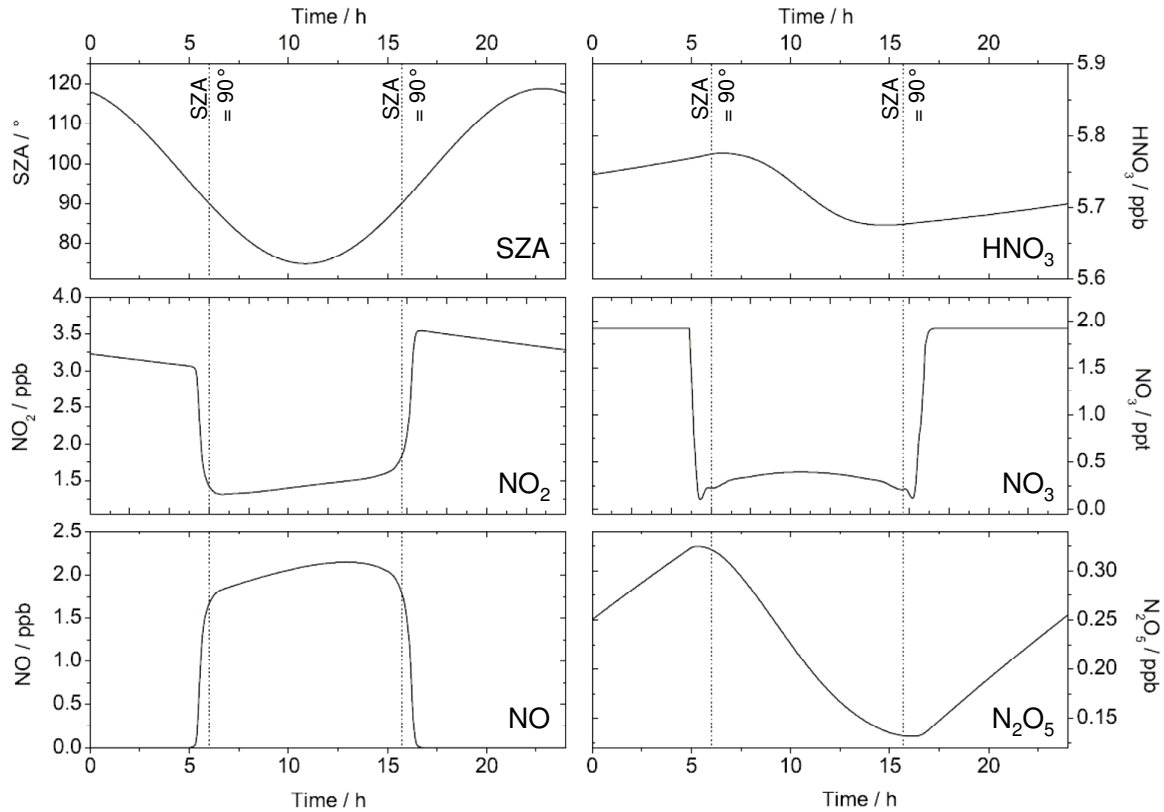 Time / h
Time / h
0 5 10 15 20
0 5 10 15 20
SZA / °
120
110
100
90
80
SZA
= 90°
SZA
= 90°
SZA
SZA
= 90°
SZA
= 90°
HNO₃
5.9
5.8
5.7
5.6
HNO₃ / ppb
NO₂ / ppb
4.0
3.5
3.0
2.5
2.0
1.5
NO₂
NO₃
2.0
1.5
1.0
0.5
0.0
NO₃ / ppt
NO / ppb
2.5
2.0
1.5
1.0
0.5
0.0
NO
N₂O₅
0.30
0.25
0.20
0.15
N₂O₅ / ppb
0 5 10 15 20
0 5 10 15 20
Time / h
Time / h